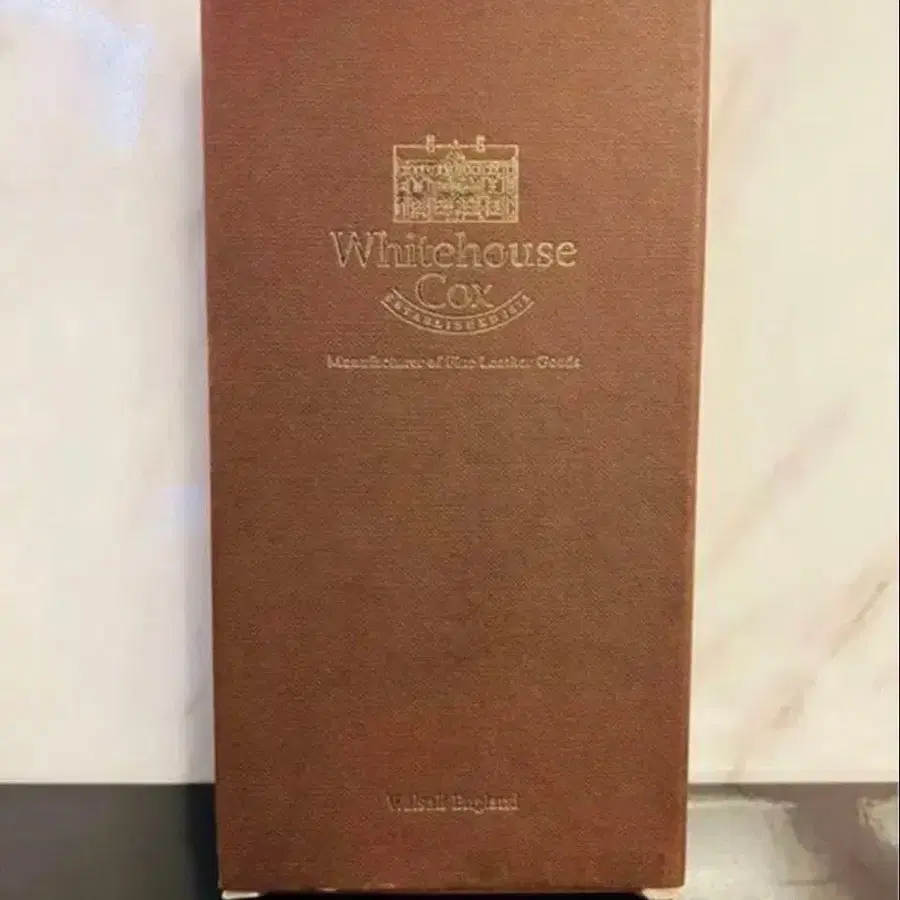 Whitehouse
Cox
ESTABLISHED 1875
Manufacturer of Fine Leather Goods
Walsall England